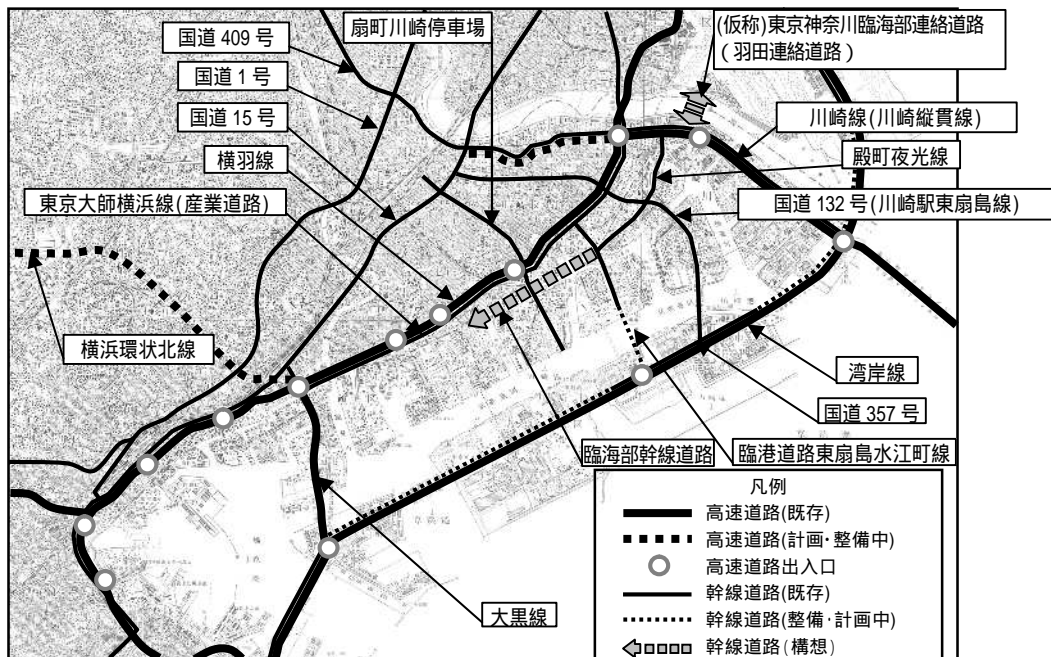 国道409号
扇町川崎停車場
(仮称)東京神奈川臨海部連絡道路
(羽田連絡道路)
国道1号
国道15号
川崎線(川崎縦貫線)
横羽線
殿町夜光線
東京大師横浜線(産業道路)
国道132号(川崎駅東扇島線)
横浜環状北線
湾岸線
国道357号
臨海部幹線道路
臨港道路東扇島水江町線
大黒線
凡例
高速道路(既存)
高速道路(計画・整備中)
高速道路出入口
幹線道路(既存)
幹線道路(整備・計画中)
幹線道路(構想)